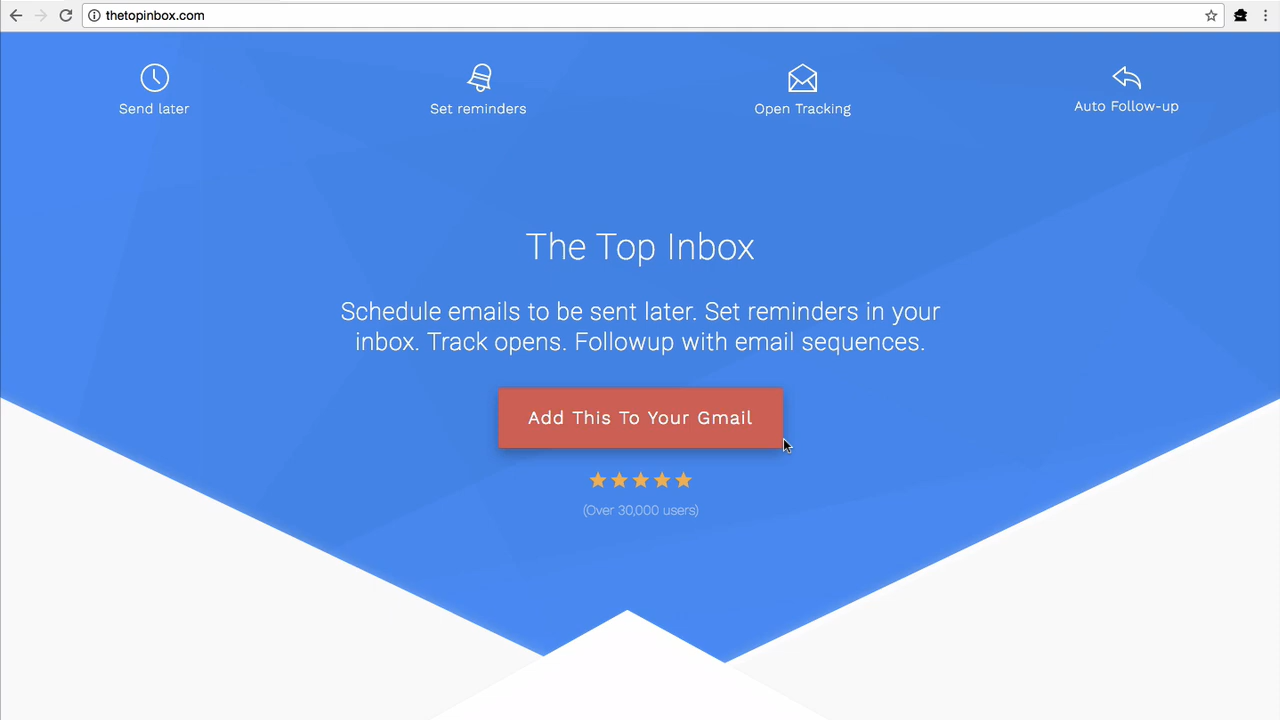 thetopinbox.com
Send later
Set reminders
Open Tracking
Auto Follow-up
The Top Inbox
Schedule emails to be sent later. Set reminders in your
inbox. Track opens. Followup with email sequences.
Add This To Your Gmail
(Over 30,000 users)